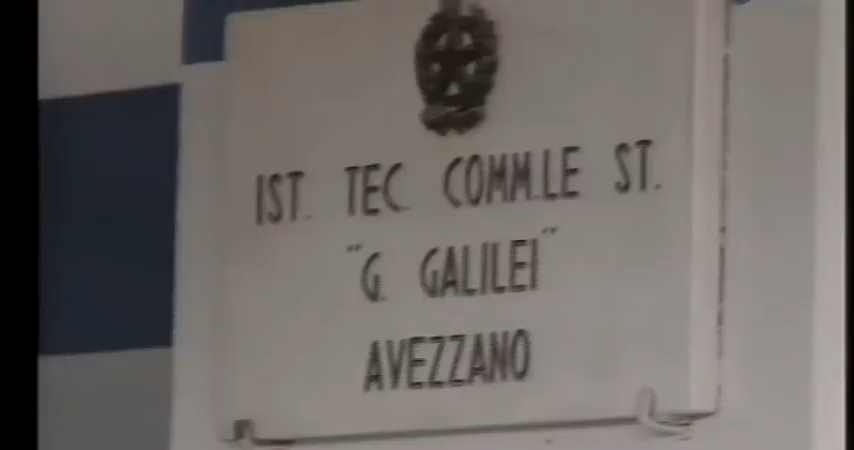 IST. TEC. COMM.LE ST.
"G. GALILEI"
AVEZZANO